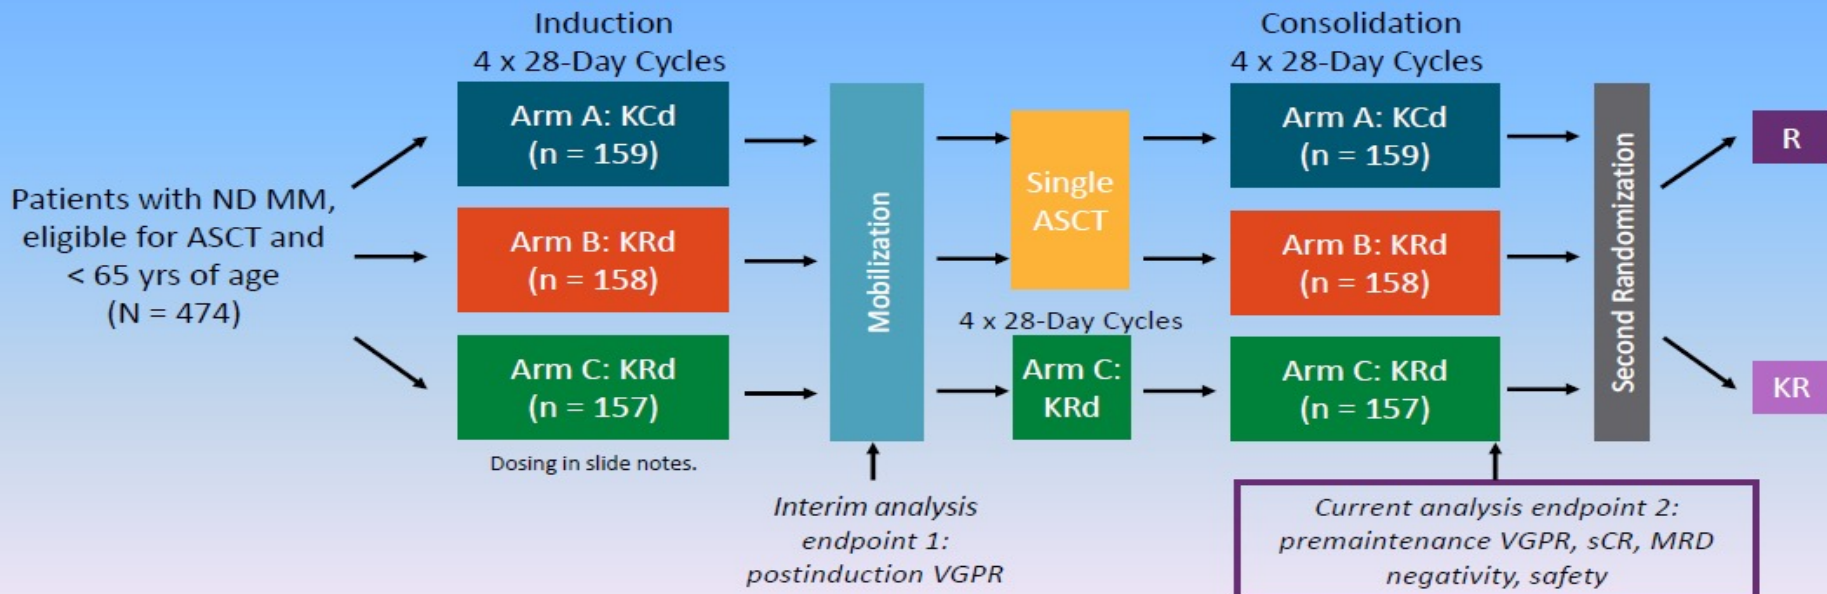 Induction
4 x 28-Day Cycles
Consolidation
4 x 28-Day Cycles
Patients with ND MM,
eligible for ASCT and
< 65 yrs of age
(N = 474)
Arm A: KCd
(n = 159)
Arm B: KRd
(n = 158)
Arm C: KRd
(n = 157)
Dosing in slide notes.
Mobilization
Interim analysis
endpoint 1:
postinduction VGPR
Single
ASCT
4 x 28-Day Cycles
Arm C:
KRd
Arm A: KCd
(n = 159)
Arm B: KRd
(n = 158)
Arm C: KRd
(n = 157)
Current analysis endpoint 2:
premaintenance VGPR, sCR, MRD
negativity, safety
Second Randomization
R
KR